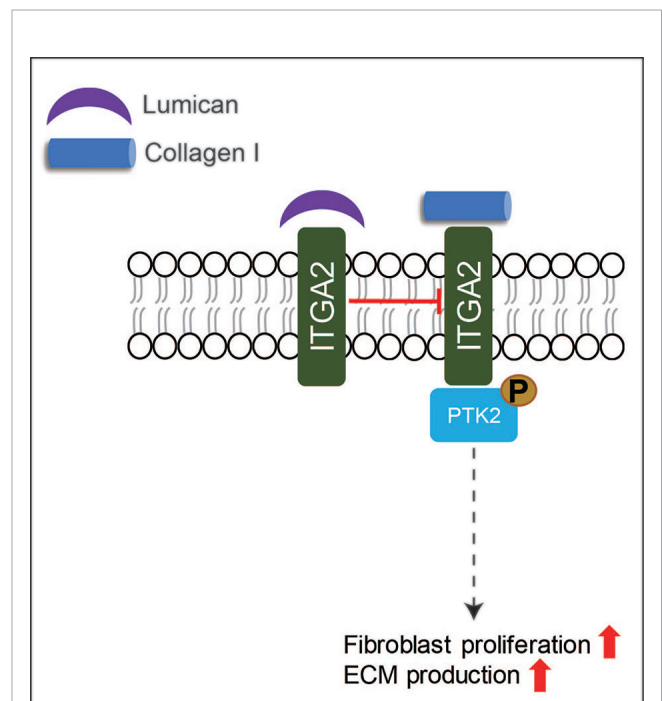 Lumican
Collagen I
ITGA2
ITGA2
P
PTK2
Fibroblast proliferation
ECM production